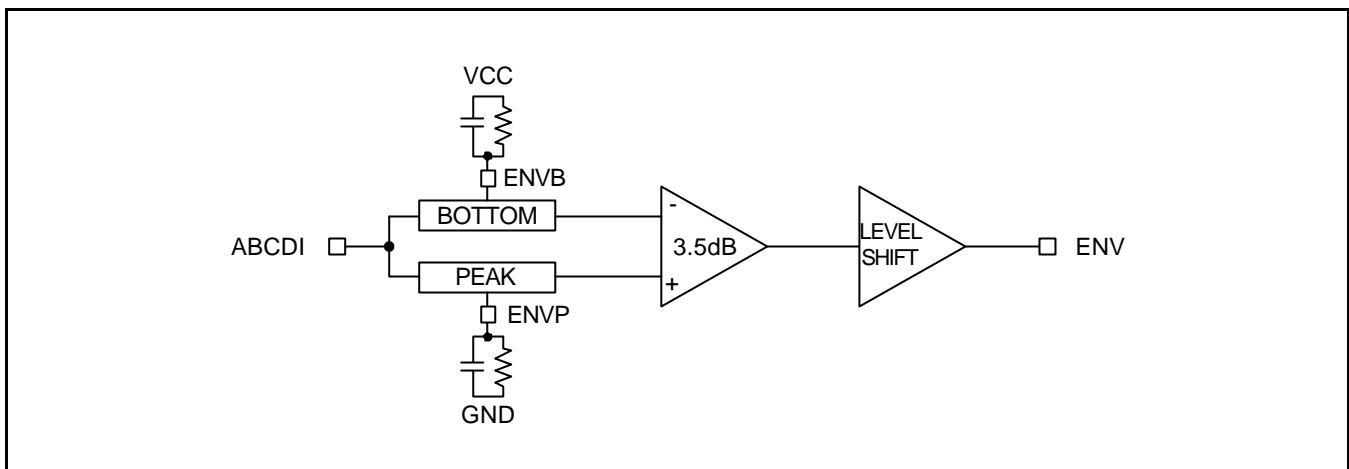 VCC
ENVB
BOTTOM
-
ABCDI
3.5dB
LEVEL
SHIFT
ENV
PEAK
+
ENVP
GND